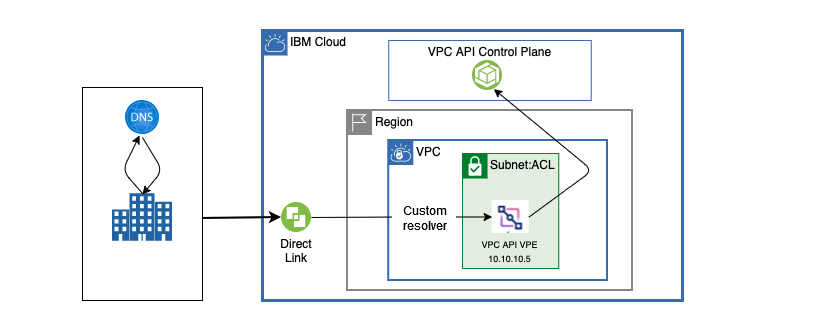 IBM Cloud
VPC API Control Plane
DNS
Region
VPC
Subnet:ACL
Custom
resolver
Direct
Link
VPC API VPE
10.10.10.5